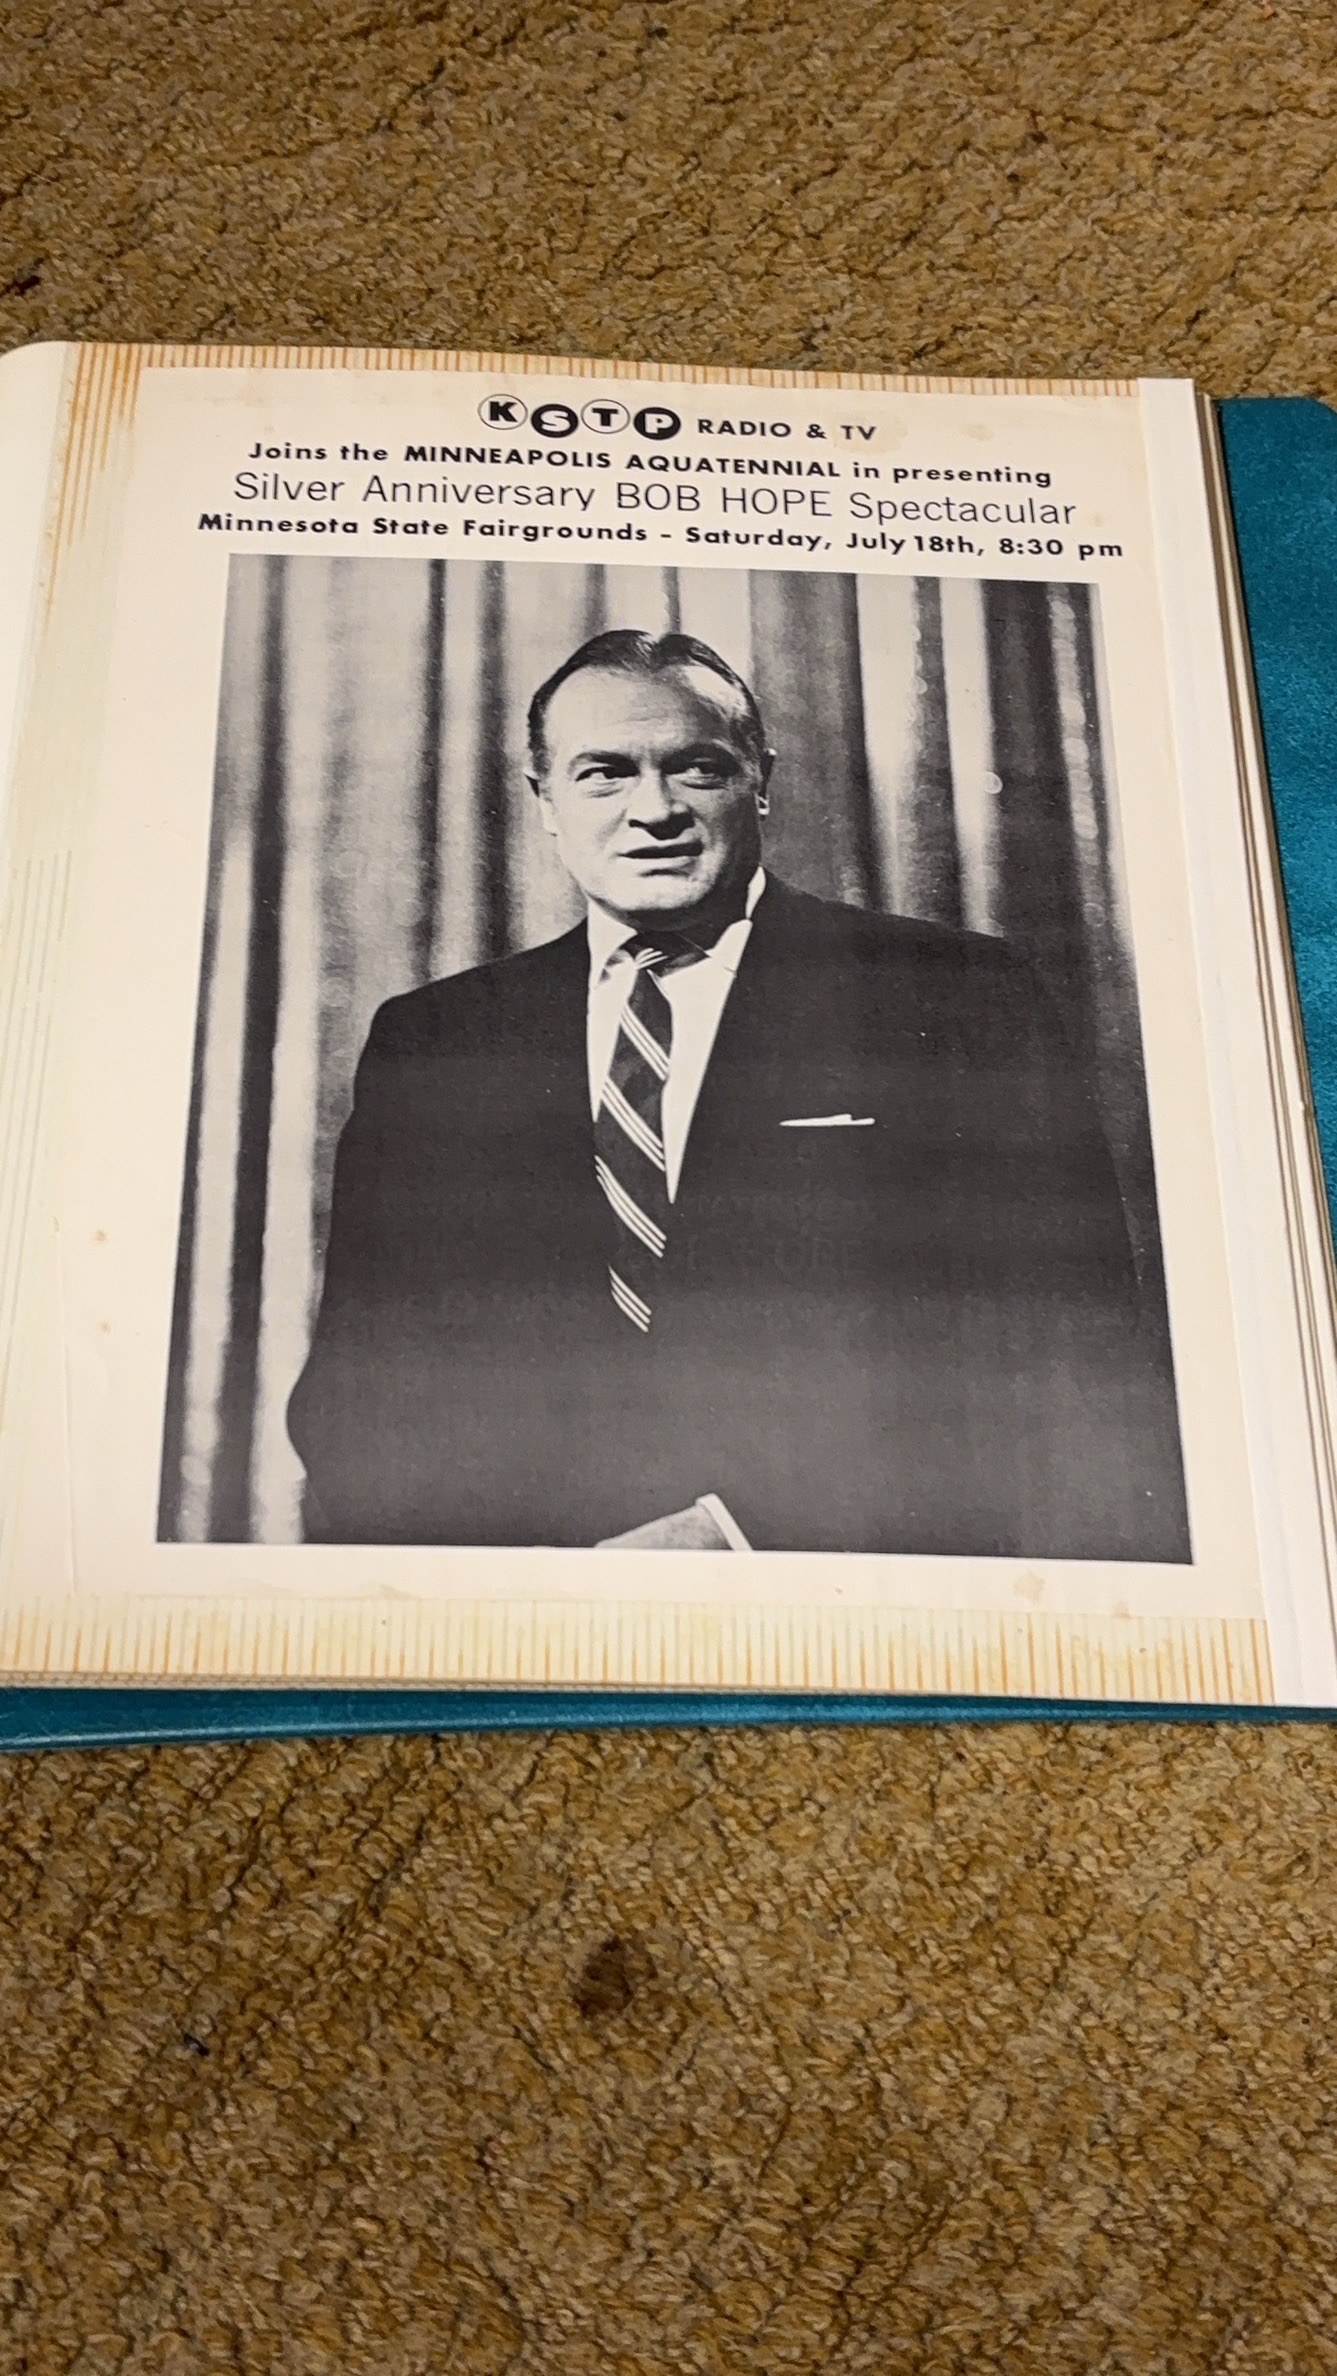 KSTP RADIO & TV
Joins the MINNEAPOLIS AQUATENNIAL in presenting
Silver Anniversary BOB HOPE Spectacular
Minnesota State Fairgrounds - Saturday, July 18th, 8:30 pm